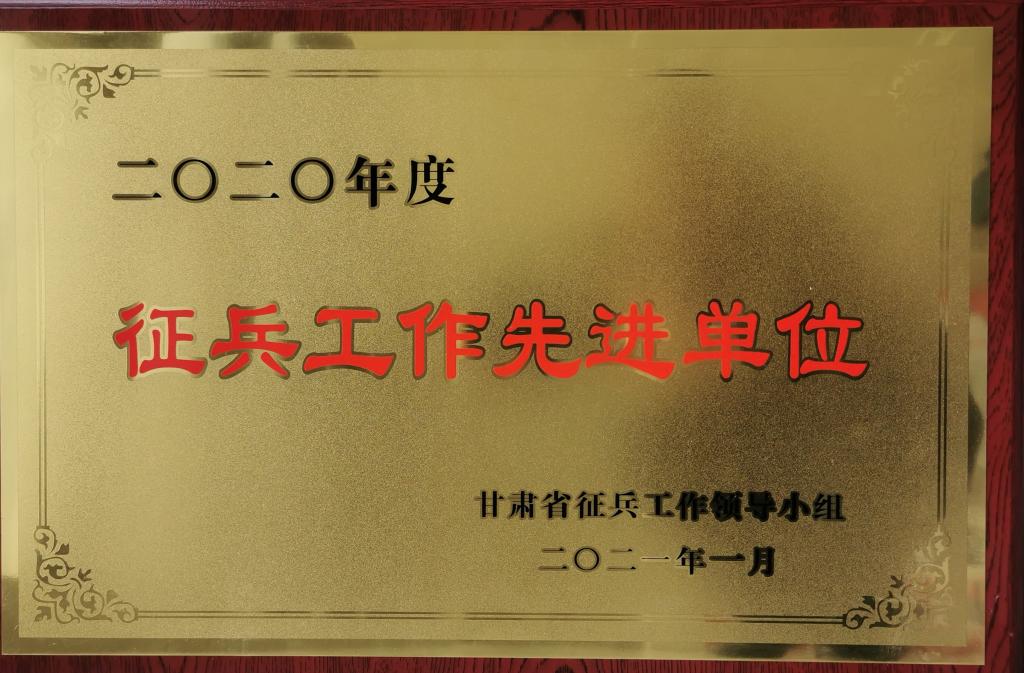 二〇二〇年度
征兵工作先进单位
甘肃省征兵工作领导小组
二〇二一年一月